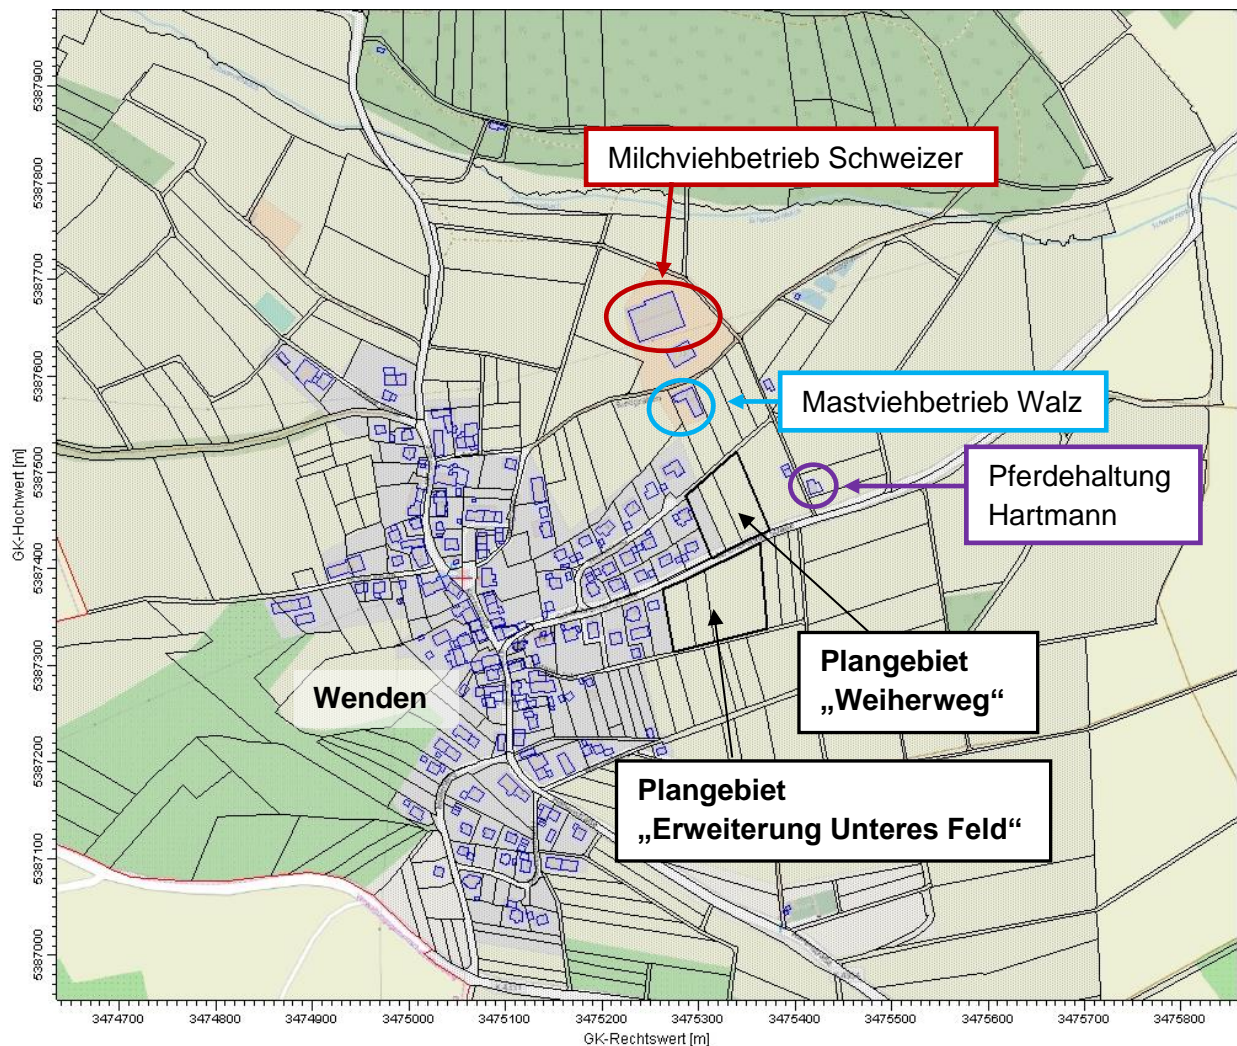 Milchviehbetrieb Schweizer
Mastviehbetrieb Walz
Pferdehaltung
Hartmann
Plangebiet
„Weiherweg“
Wenden
Plangebiet
„Erweiterung Unteres Feld“
GK-Hochwert [m]
5387900
5387800
5387700
5387600
5387500
5387400
5387300
5387200
5387100
5387000
3474700 3474800 3474900 3475000 3475100 3475200 3475300 3475400 3475500 3475600 3475700 3475800
GK-Rechtswert [m]